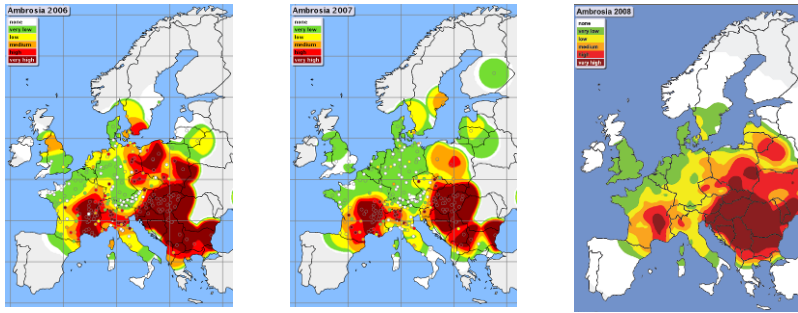 Ambrosia 2006
none
very low
low
medium
high
very high
Ambrosia 2007
none
very low
low
medium
high
very high
Ambrosia 2008
none
very low
low
medium
high
very high